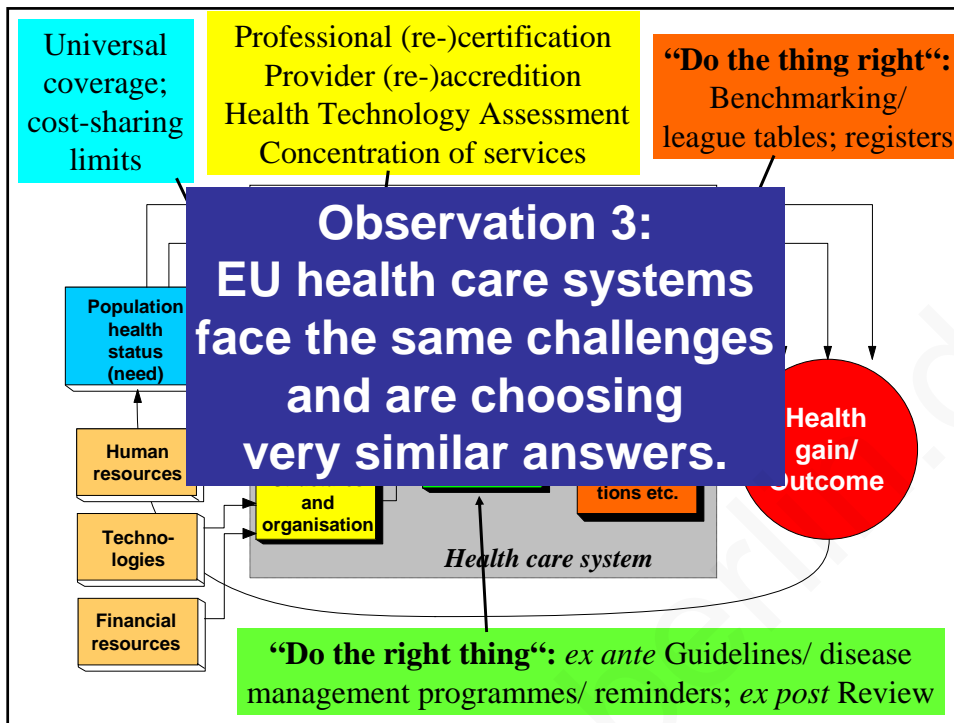 Universal
coverage;
cost-sharing
limits
Professional (re-)certification
Provider (re-)accredition
Health Technology Assessment
Concentration of services
“Do the thing right“:
Benchmarking/
league tables; registers
Observation 3:
EU health care systems
face the same challenges
and are choosing
very similar answers.
Population
health
status
(need)
Human
resources
Techno-
logies
Financial
resources
and
organisation
tions etc.
Health care system
Health
gain/
Outcome
“Do the right thing“: ex ante Guidelines/ disease
management programmes/ reminders; ex post Review